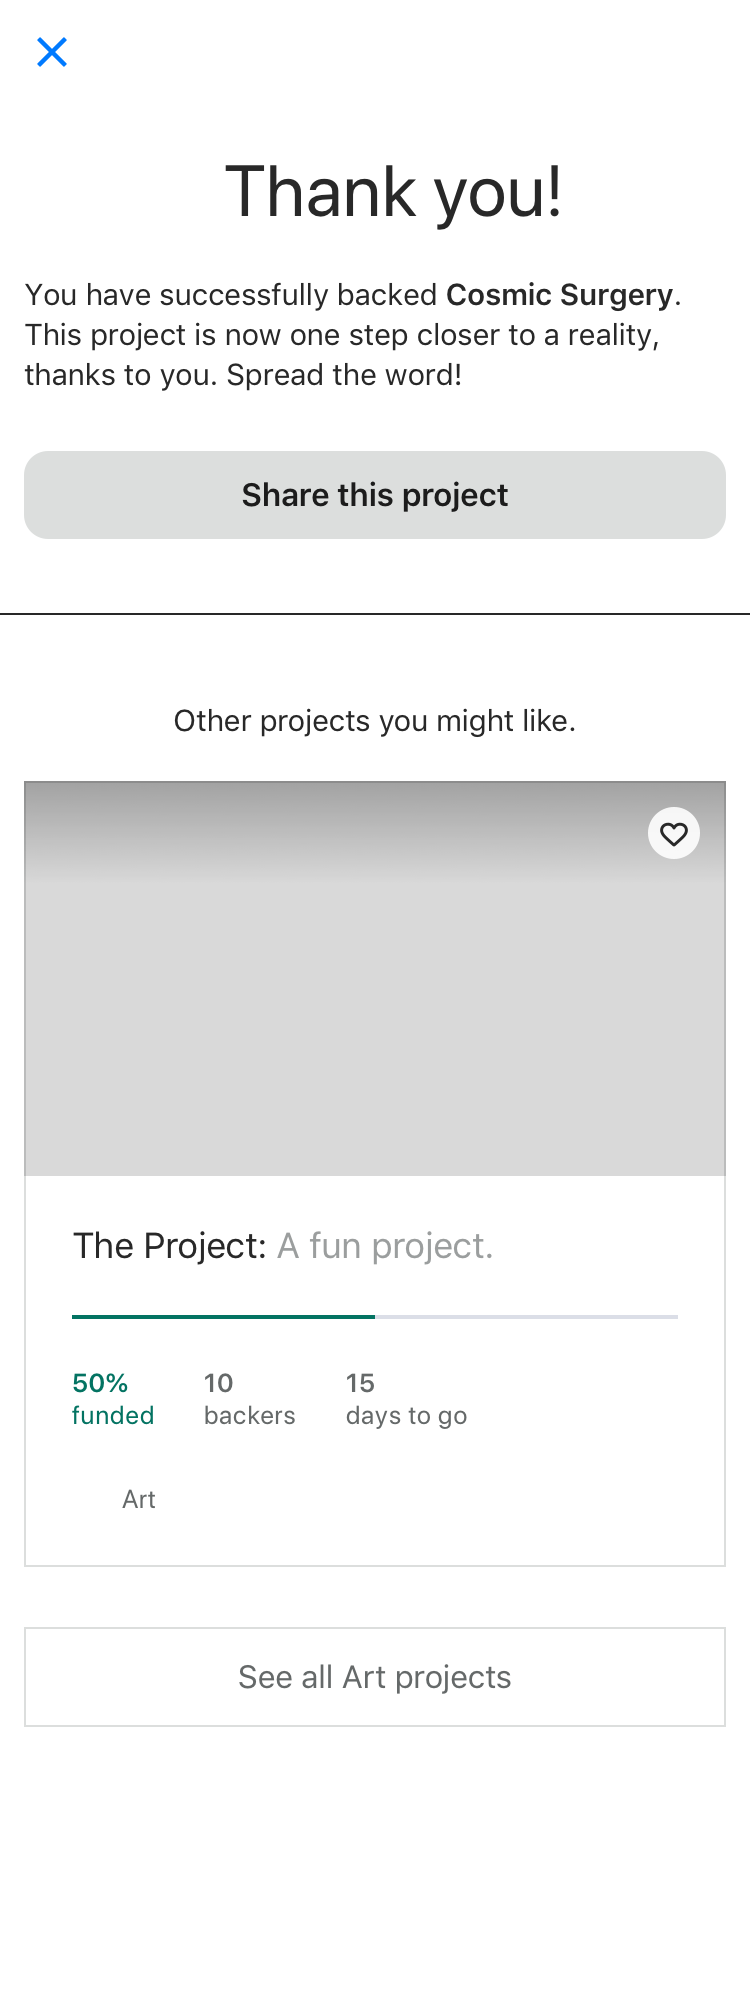 Thank you!
You have successfully backed Cosmic Surgery.
This project is now one step closer to a reality,
thanks to you. Spread the word!
Share this project
Other projects you might like.
The Project: A fun project.
50% 10 15
funded backers days to go
Art
See all Art projects